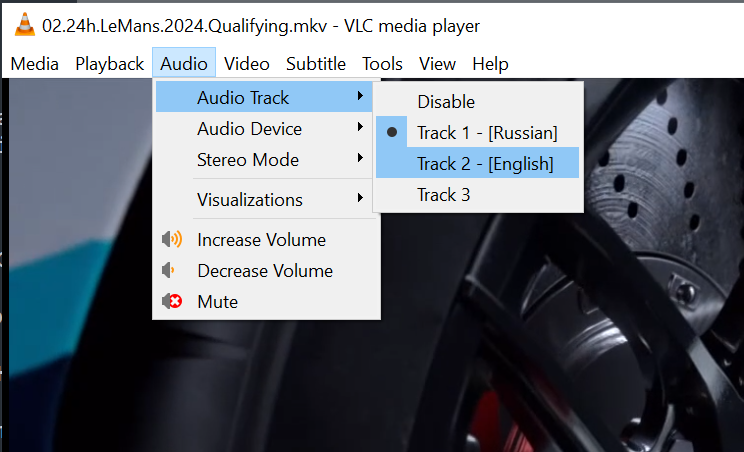 02.24h.LeMans.2024.Qualifying.mkv - VLC media player
Media Playback Audio Video Subtitle Tools View Help
Audio Track
Audio Device
Stereo Mode
Visualizations
Increase Volume
Decrease Volume
Mute
Disable
Track 1 - [Russian]
Track 2 - [English]
Track 3